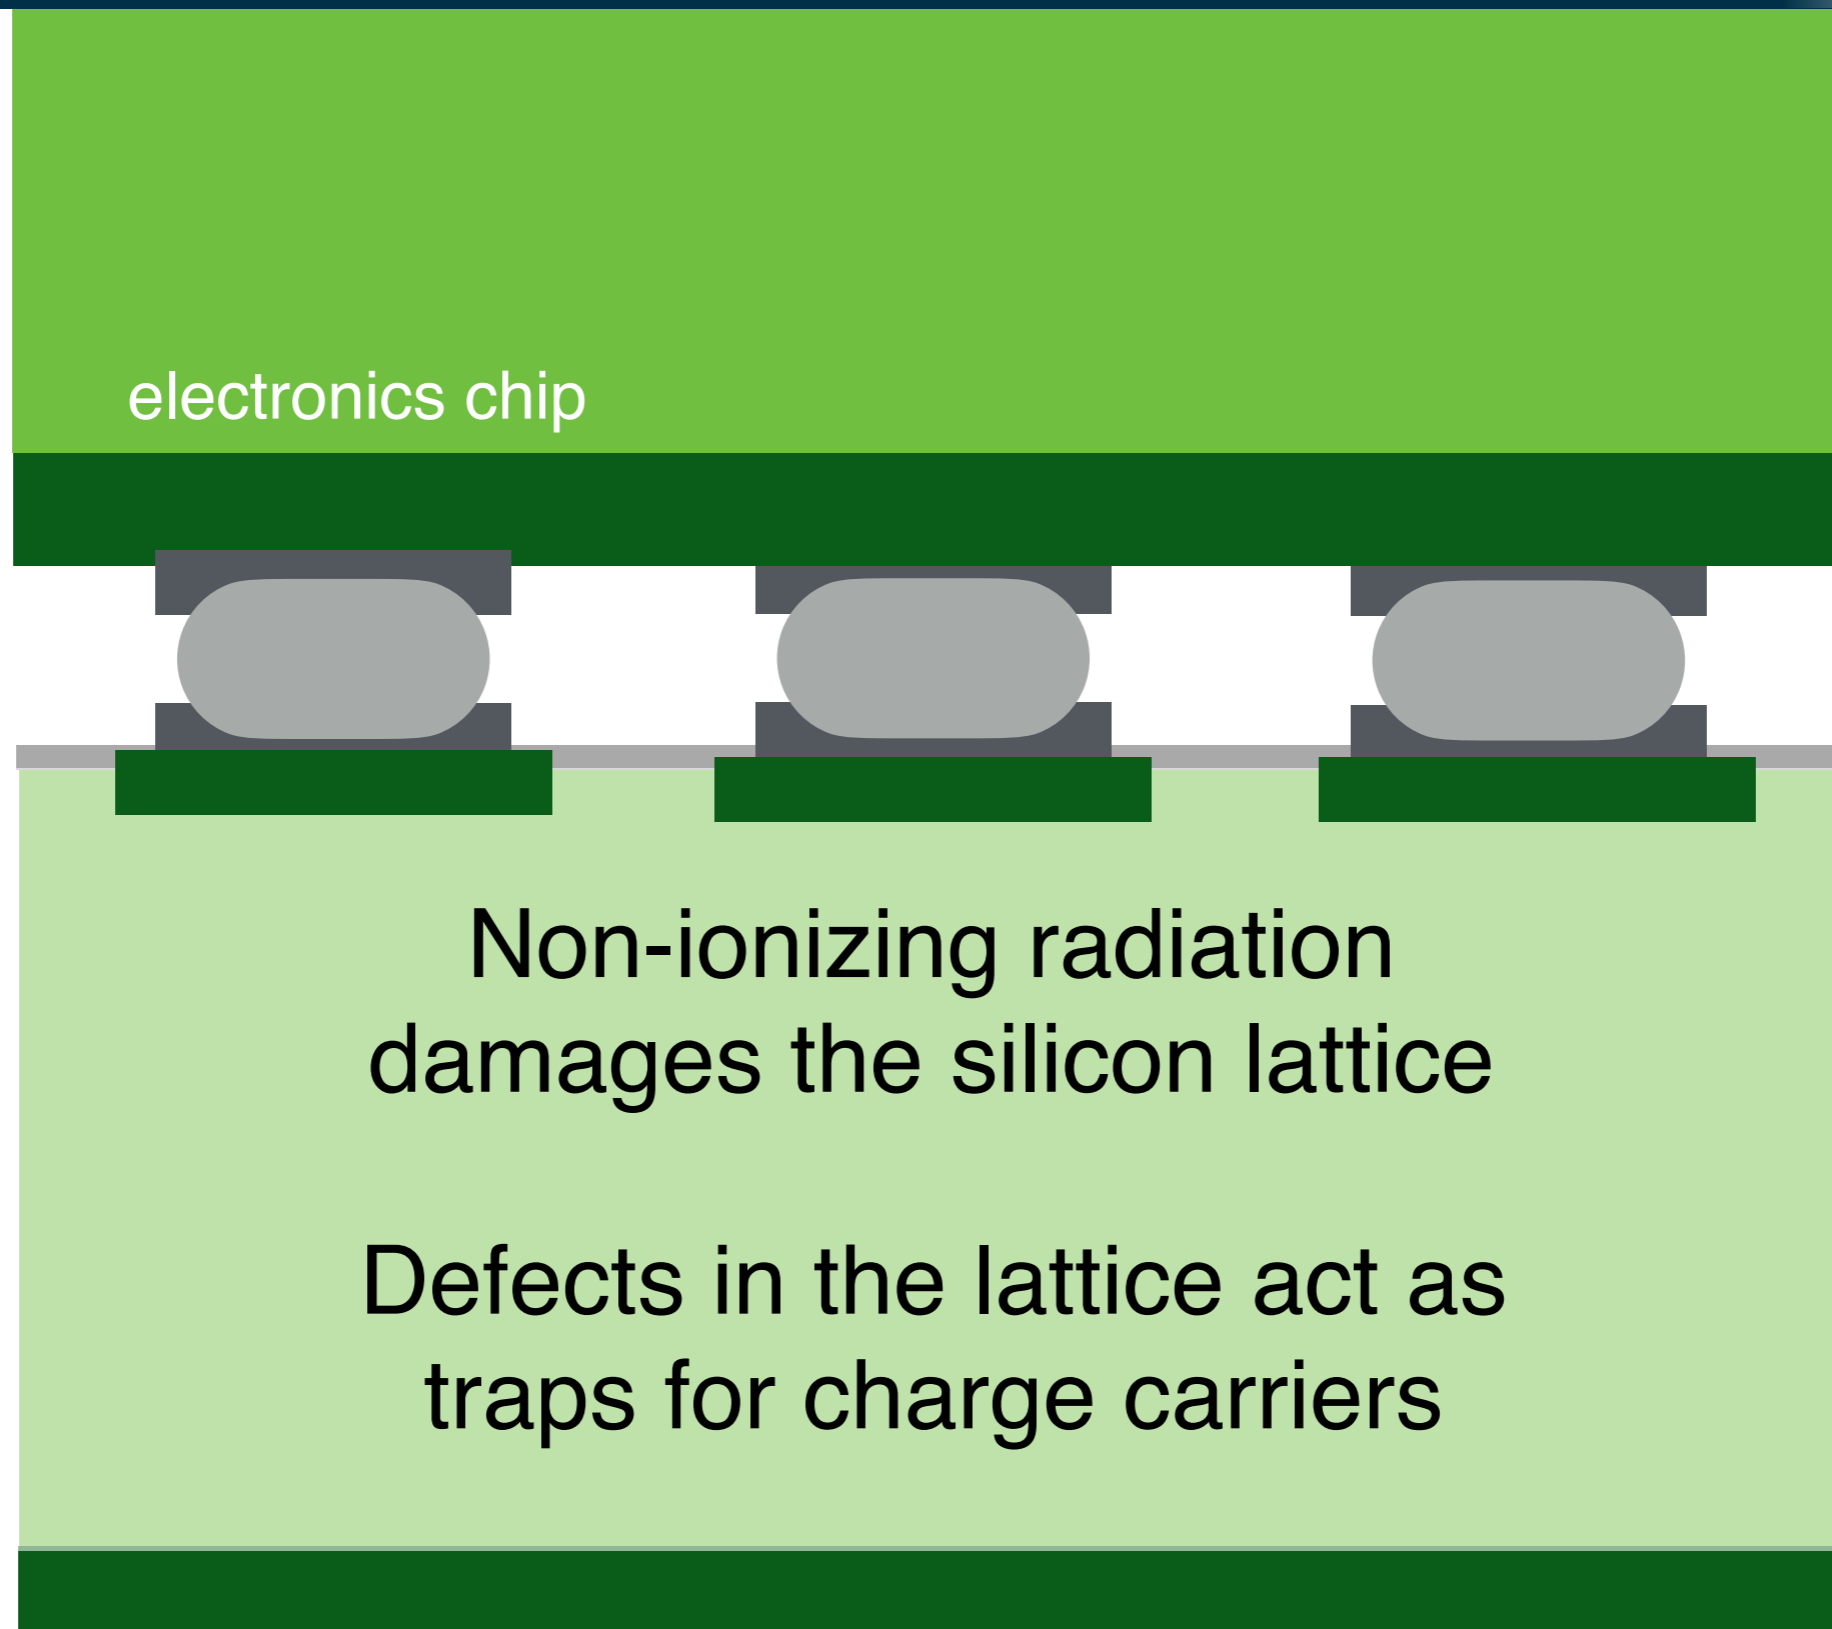 electronics chip
Non-ionizing radiation
damages the silicon lattice
Defects in the lattice act as
traps for charge carriers